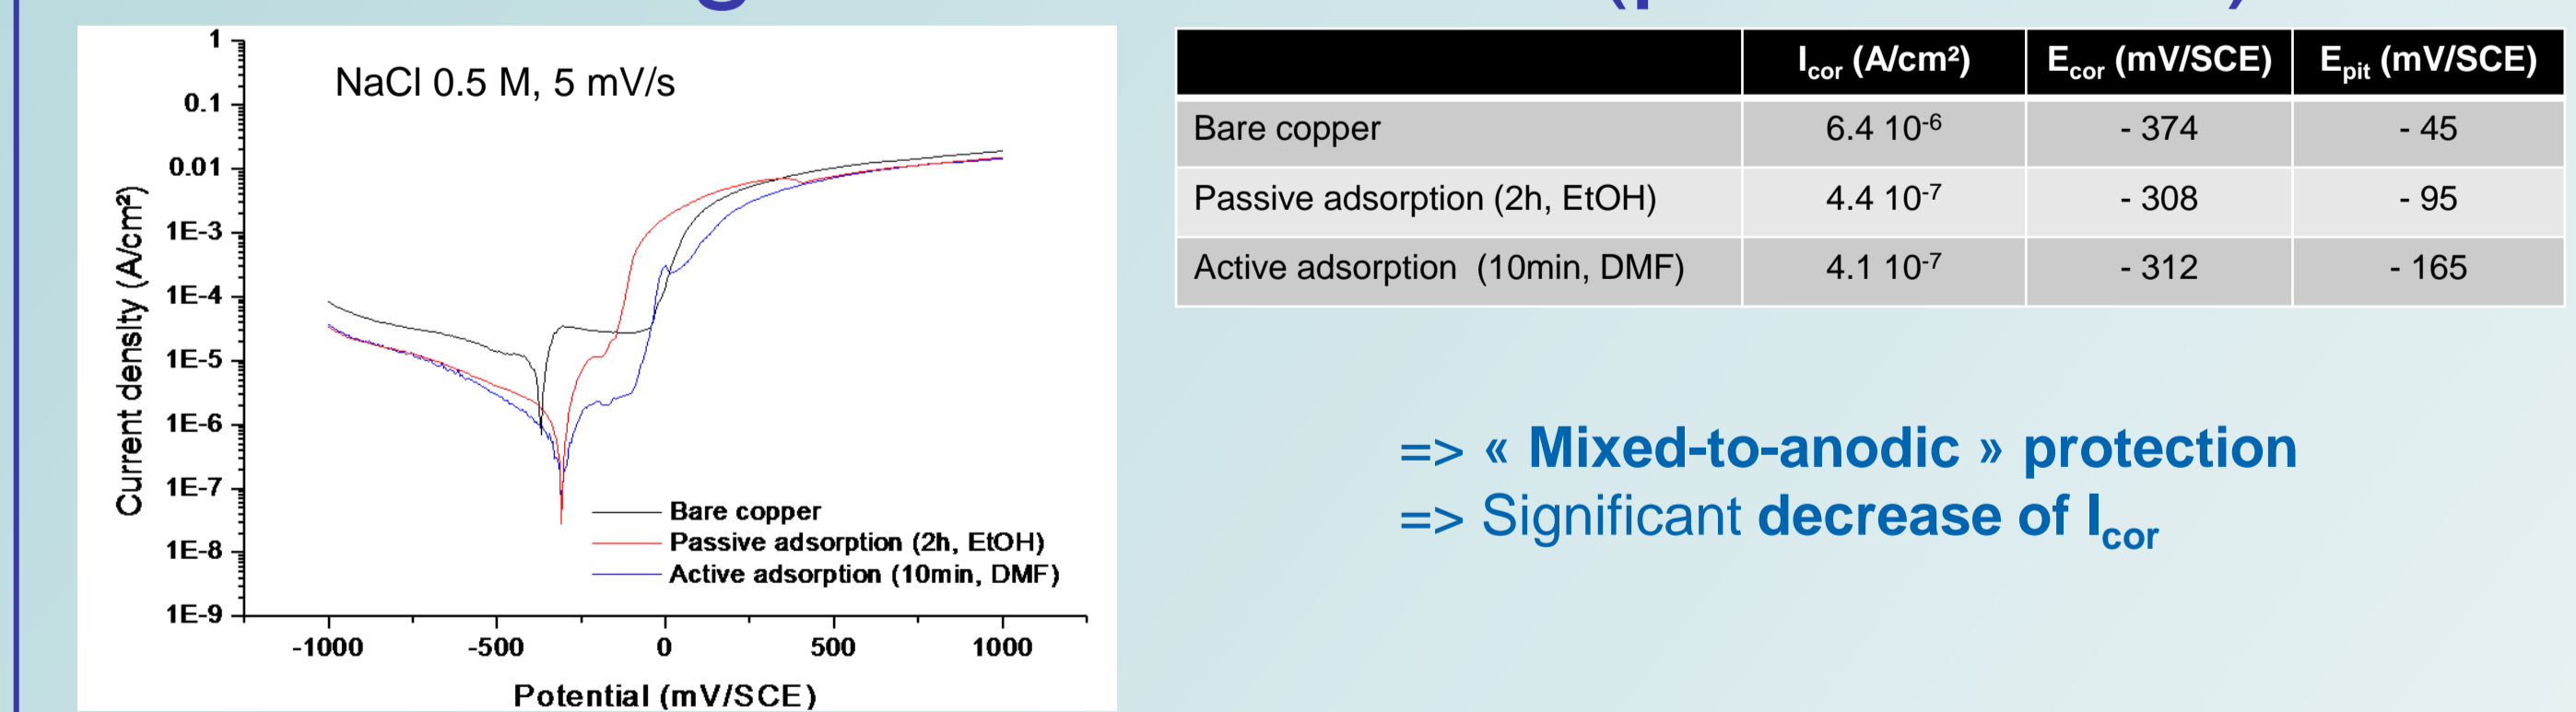 NaCl 0.5 M, 5 mV/s
1
0.1
0.01
1E-3
1E-4
1E-5
1E-6
1E-7
1E-8
1E-9
Current density (A/cm²)
Bare copper
Passive adsorption (2h, EtOH)
Active adsorption (10min, DMF)
-1000 -500 0 500 1000
Potential (mV/SCE)
I_cor (A/cm²) E_cor (mV/SCE) E_pit (mV/SCE)
Bare copper 6.4 10⁻⁶ - 374 - 45
Passive adsorption (2h, EtOH) 4.4 10⁻⁷ - 308 - 95
Active adsorption (10min, DMF) 4.1 10⁻⁷ - 312 - 165
=> « Mixed-to-anodic » protection
=> Significant decrease of I_cor